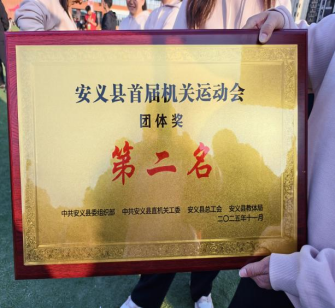 安义县首届机关运动会
团体奖
第二名
中共安义县委组织部 中共安义县直机关工委 安义县总工会 安义县教体局
二〇二五年十一月